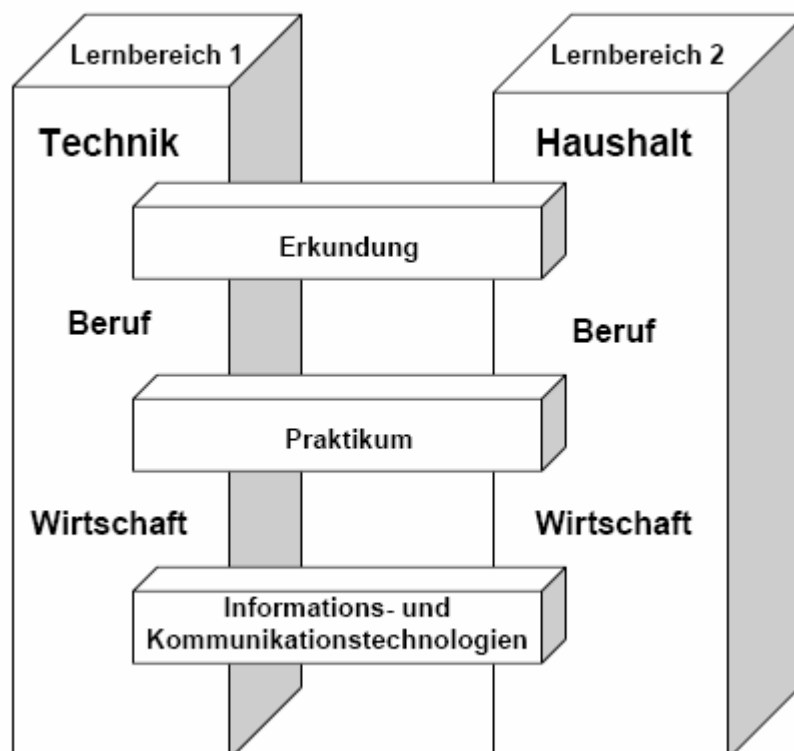 Lernbereich 1
Lernbereich 2
Technik
Haushalt
Erkundung
Beruf
Beruf
Praktikum
Wirtschaft
Wirtschaft
Informations- und
Kommunikationstechnologien